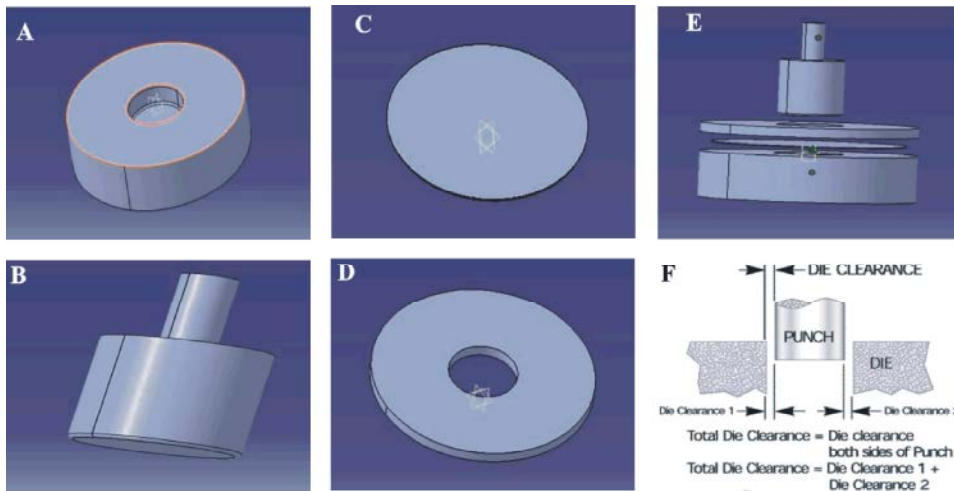 A
C
E
B
D
F
DIE CLEARANCE
PUNCH
DIE
Die Clearance 1
Die Clearance
Total Die Clearance = Die clearance
both sides of Punch
Total Die Clearance = Die Clearance 1 +
Die Clearance 2